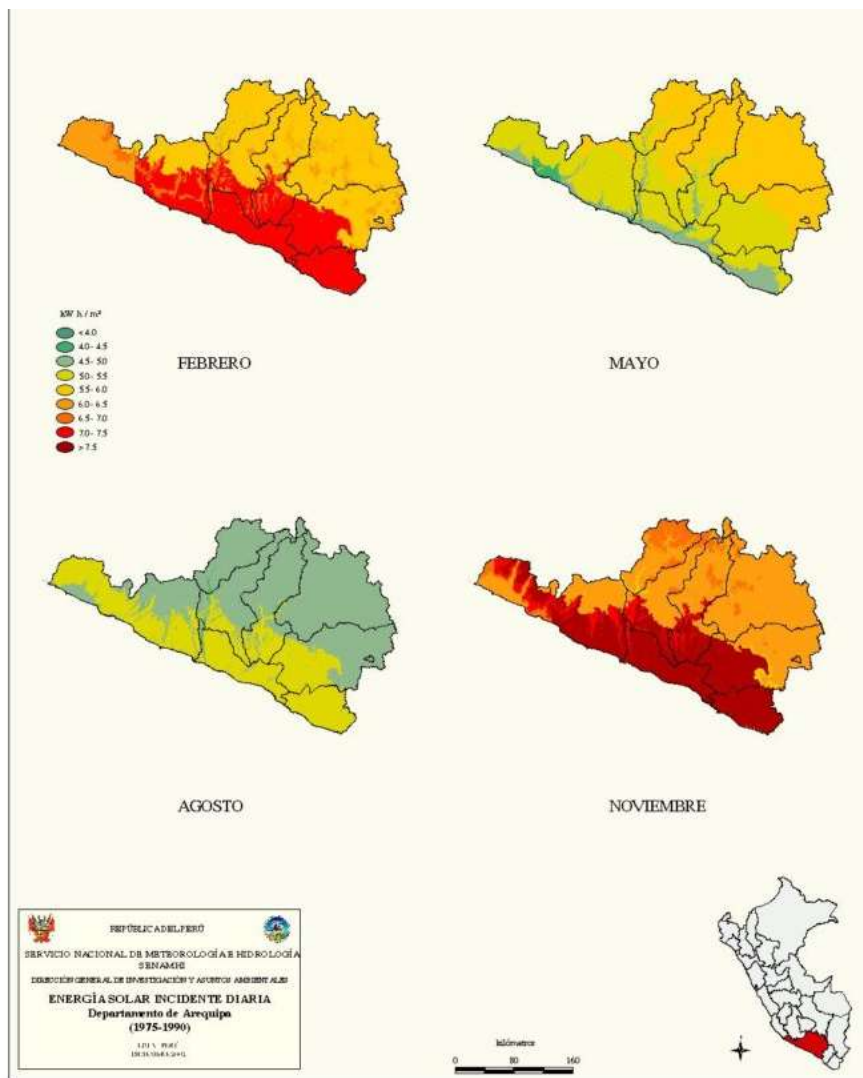 FEBRERO
MAYO
kW h / m²
< 4.0
4.0- 4.5
4.5- 5.0
5.0- 5.5
5.5- 6.0
6.0- 6.5
6.5- 7.0
7.0- 7.5
> 7.5
AGOSTO
NOVIEMBRE
REPÚBLICA DEL PERÚ
SERVICIO NACIONAL DE METEOROLOGÍA E HIDROLOGÍA
SENAMHI
DIRECCIÓN GENERAL DE INVESTIGACIÓN Y ASUNTOS AMBIENTALES
ENERGÍA SOLAR INCIDENTE DIARIA
Departamento de Arequipa
(1975-1990)
kilómetros
0 80 160